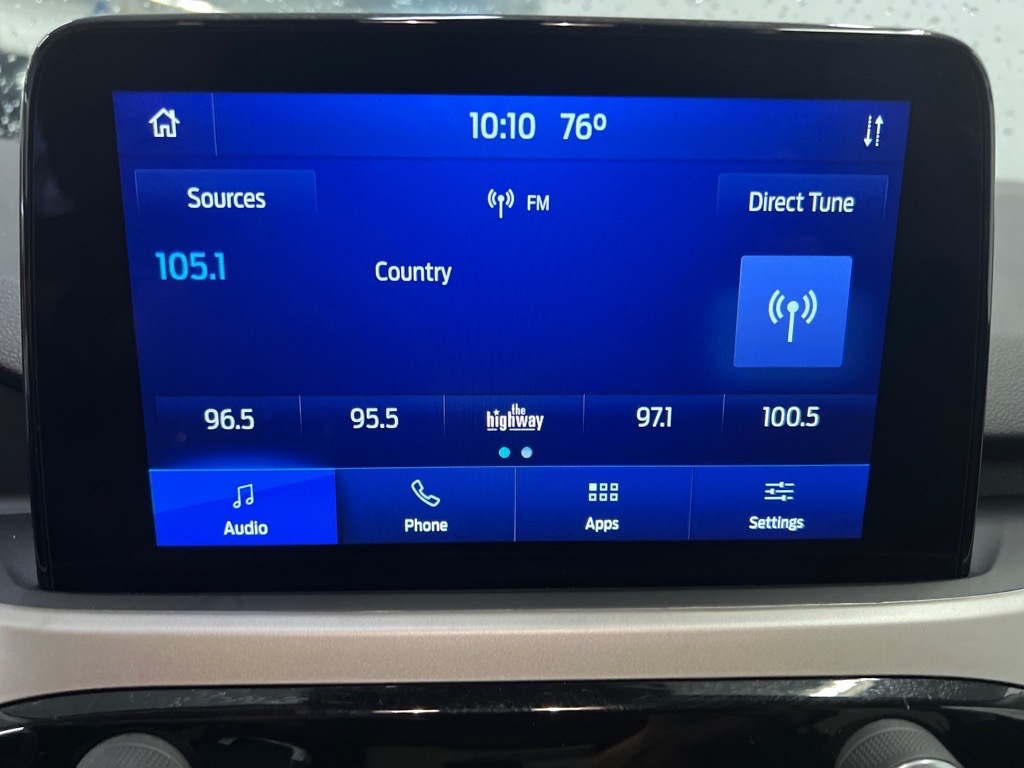 10:10 76°
Sources FM Direct Tune
105.1 Country
96.5 95.5 the highway 97.1 100.5
Audio Phone Apps Settings